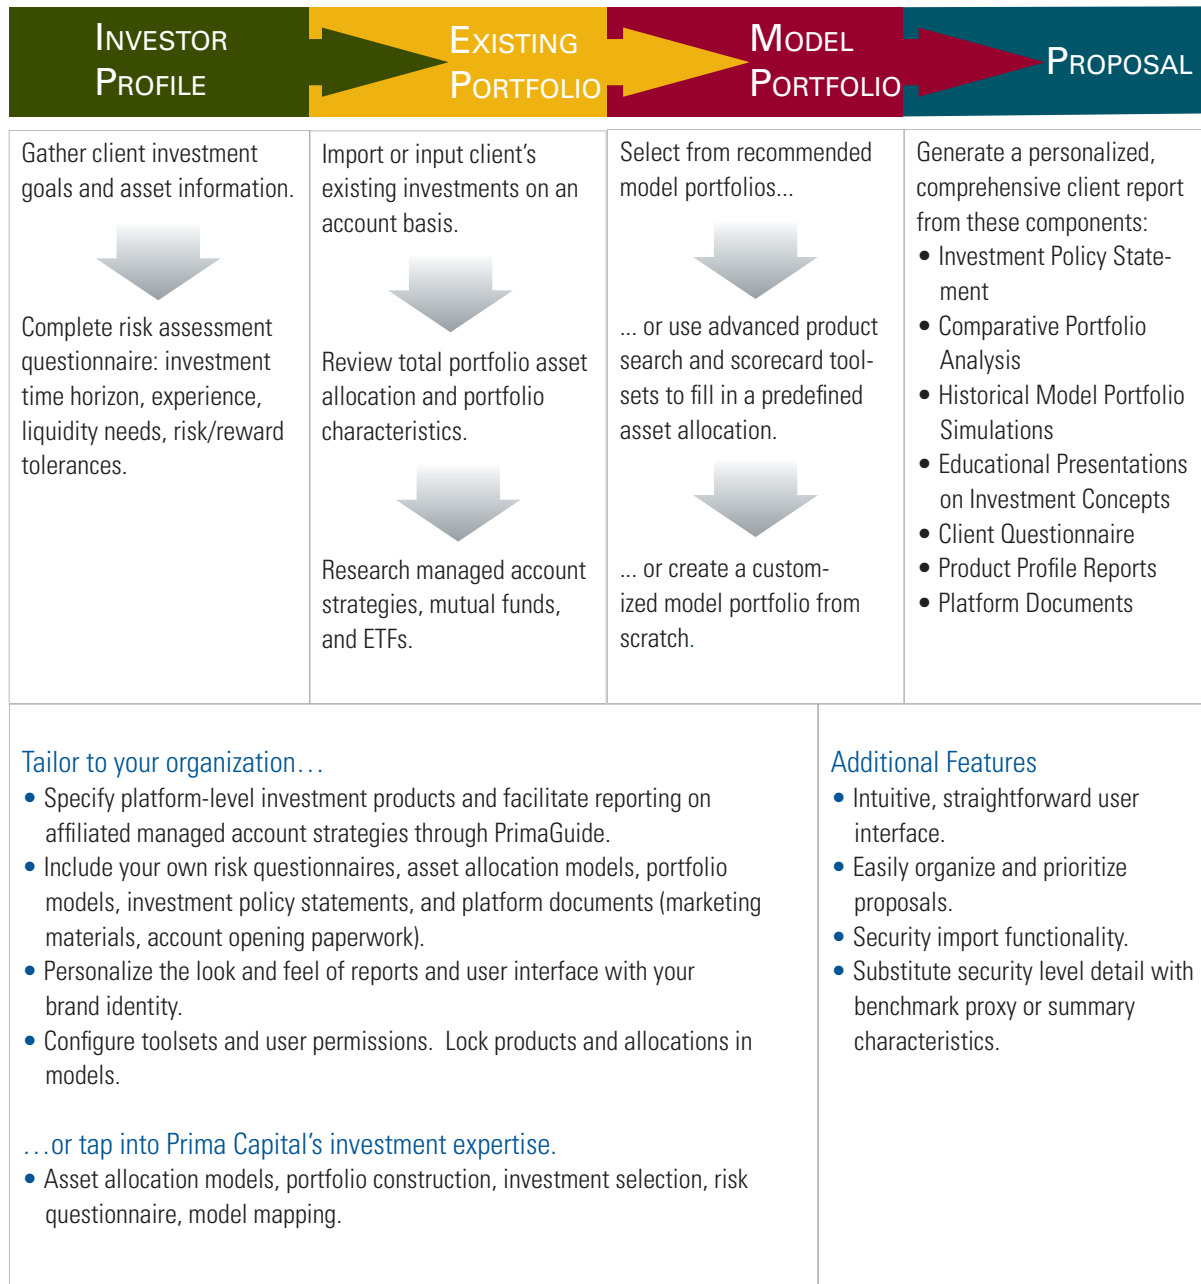 INVESTOR
PROFILE
EXISTING
PORTFOLIO
MODEL
PORTFOLIO
PROPOSAL
Gather client investment
goals and asset information.
Complete risk assessment
questionnaire: investment
time horizon, experience,
liquidity needs, risk/reward
tolerances.
Import or input client’s
existing investments on an
account basis.
Review total portfolio asset
allocation and portfolio
characteristics.
Research managed account
strategies, mutual funds,
and ETFs.
Select from recommended
model portfolios...
... or use advanced product
search and scorecard tool-
sets to fill in a predefined
asset allocation.
... or create a custom-
ized model portfolio from
scratch.
Generate a personalized,
comprehensive client report
from these components:
• Investment Policy State-
ment
• Comparative Portfolio
Analysis
• Historical Model Portfolio
Simulations
• Educational Presentations
on Investment Concepts
• Client Questionnaire
• Product Profile Reports
• Platform Documents
Tailor to your organization…
• Specify platform-level investment products and facilitate reporting on
affiliated managed account strategies through PrimaGuide.
• Include your own risk questionnaires, asset allocation models, portfolio
models, investment policy statements, and platform documents (marketing
materials, account opening paperwork).
• Personalize the look and feel of reports and user interface with your
brand identity.
• Configure toolsets and user permissions.  Lock products and allocations in
models.
…or tap into Prima Capital’s investment expertise.
• Asset allocation models, portfolio construction, investment selection, risk
questionnaire, model mapping.
Additional Features
• Intuitive, straightforward user
interface.
• Easily organize and prioritize
proposals.
• Security import functionality.
• Substitute security level detail with
benchmark proxy or summary
characteristics.